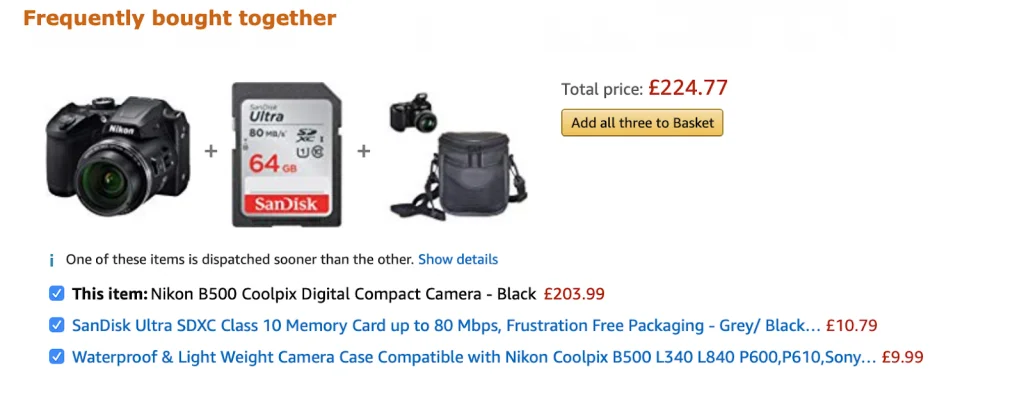 Frequently bought together
Total price: £224.77
Add all three to Basket
Nikon
SanDisk
Ultra
80 MB/s
SD
XC I
U1 10
64 GB
SanDisk
+
+
i One of these items is dispatched sooner than the other. Show details
This item: Nikon B500 Coolpix Digital Compact Camera - Black £203.99
SanDisk Ultra SDXC Class 10 Memory Card up to 80 Mbps, Frustration Free Packaging - Grey/ Black... £10.79
Waterproof & Light Weight Camera Case Compatible with Nikon Coolpix B500 L340 L840 P600,P610,Sony... £9.99